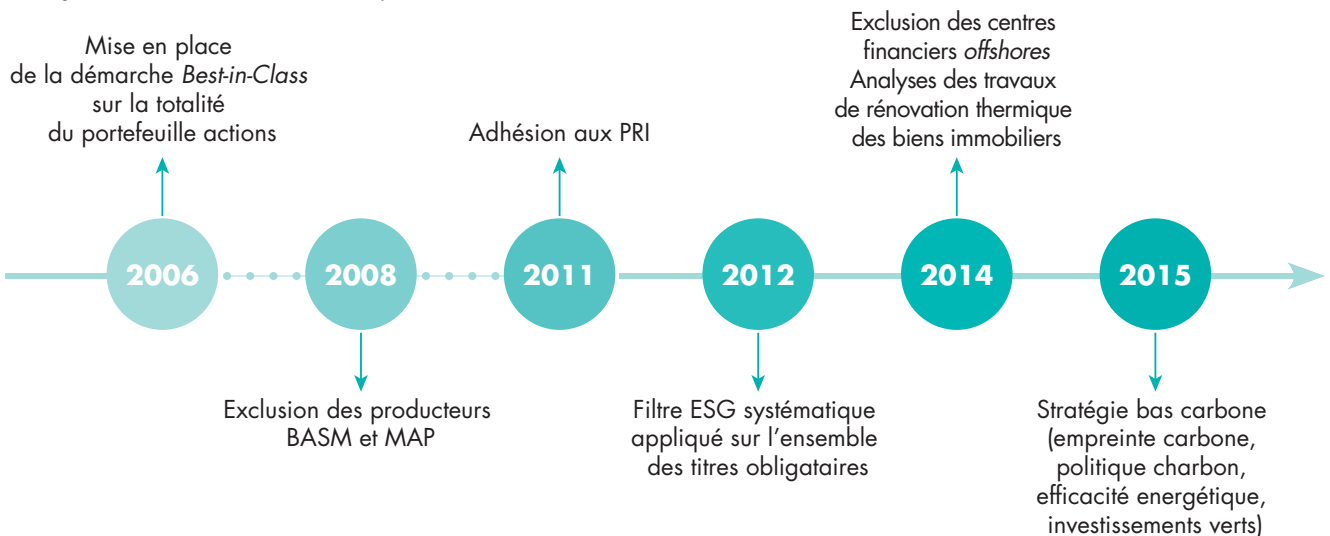 Mise en place
de la démarche Best-in-Class
sur la totalité
du portefeuille actions
Adhésion aux PRI
Exclusion des centres
financiers offshores
Analyses des travaux
de rénovation thermique
des biens immobiliers
2006
2008
2011
2012
2014
2015
Exclusion des producteurs
BASM et MAP
Filtre ESG systématique
appliqué sur l’ensemble
des titres obligataires
Stratégie bas carbone
(empreinte carbone,
politique charbon,
efficacité énergétique,
investissements verts)